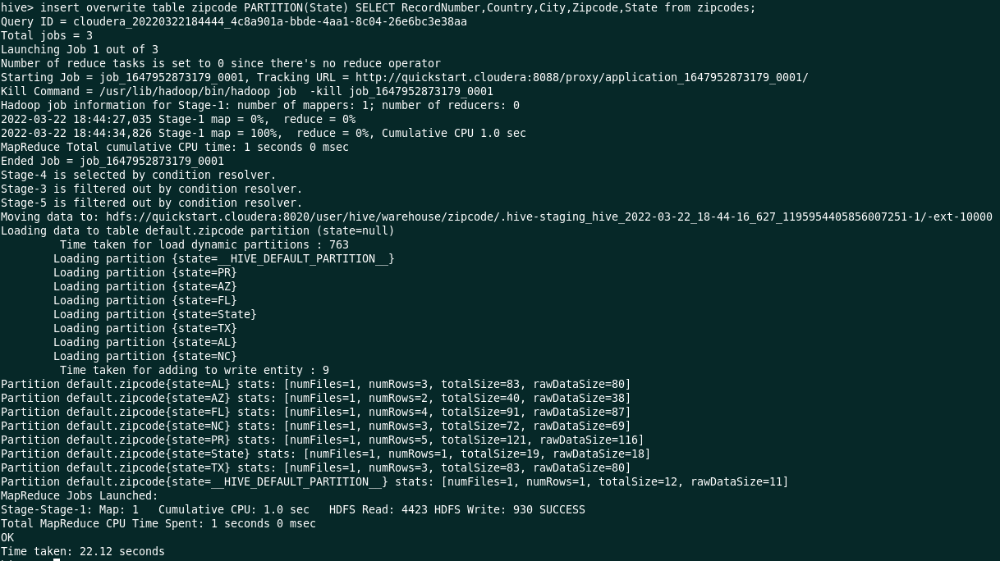 hive> insert overwrite table zipcode PARTITION(State) SELECT RecordNumber,Country,City,Zipcode,State from zipcodes;
Query ID = cloudera_20220322184444_4c8a901a-bbde-4aa1-8c04-26e6bc3e38aa
Total jobs = 3
Launching Job 1 out of 3
Number of reduce tasks is set to 0 since there's no reduce operator
Starting Job = job_1647952873179_0001, Tracking URL = http://quickstart.cloudera:8088/proxy/application_1647952873179_0001/
Kill Command = /usr/lib/hadoop/bin/hadoop job  -kill job_1647952873179_0001
Hadoop job information for Stage-1: number of mappers: 1; number of reducers: 0
2022-03-22 18:44:27,035 Stage-1 map = 0%,  reduce = 0%
2022-03-22 18:44:34,826 Stage-1 map = 100%,  reduce = 0%, Cumulative CPU 1.0 sec
MapReduce Total cumulative CPU time: 1 seconds 0 msec
Ended Job = job_1647952873179_0001
Stage-4 is selected by condition resolver.
Stage-3 is filtered out by condition resolver.
Stage-5 is filtered out by condition resolver.
Moving data to: hdfs://quickstart.cloudera:8020/user/hive/warehouse/zipcode/.hive-staging_hive_2022-03-22_18-44-16_627_1195954405856007251-1/-ext-10000
Loading data to table default.zipcode partition (state=null)
         Time taken for load dynamic partitions : 763
        Loading partition {state=__HIVE_DEFAULT_PARTITION__}
        Loading partition {state=PR}
        Loading partition {state=AZ}
        Loading partition {state=FL}
        Loading partition {state=State}
        Loading partition {state=TX}
        Loading partition {state=AL}
        Loading partition {state=NC}
         Time taken for adding to write entity : 9
Partition default.zipcode{state=AL} stats: [numFiles=1, numRows=3, totalSize=83, rawDataSize=80]
Partition default.zipcode{state=AZ} stats: [numFiles=1, numRows=2, totalSize=40, rawDataSize=38]
Partition default.zipcode{state=FL} stats: [numFiles=1, numRows=4, totalSize=91, rawDataSize=87]
Partition default.zipcode{state=NC} stats: [numFiles=1, numRows=3, totalSize=72, rawDataSize=69]
Partition default.zipcode{state=PR} stats: [numFiles=1, numRows=5, totalSize=121, rawDataSize=116]
Partition default.zipcode{state=State} stats: [numFiles=1, numRows=1, totalSize=19, rawDataSize=18]
Partition default.zipcode{state=TX} stats: [numFiles=1, numRows=3, totalSize=83, rawDataSize=80]
Partition default.zipcode{state=__HIVE_DEFAULT_PARTITION__} stats: [numFiles=1, numRows=1, totalSize=12, rawDataSize=11]
MapReduce Jobs Launched:
Stage-Stage-1: Map: 1   Cumulative CPU: 1.0 sec   HDFS Read: 4423 HDFS Write: 930 SUCCESS
Total MapReduce CPU Time Spent: 1 seconds 0 msec
OK
Time taken: 22.12 seconds